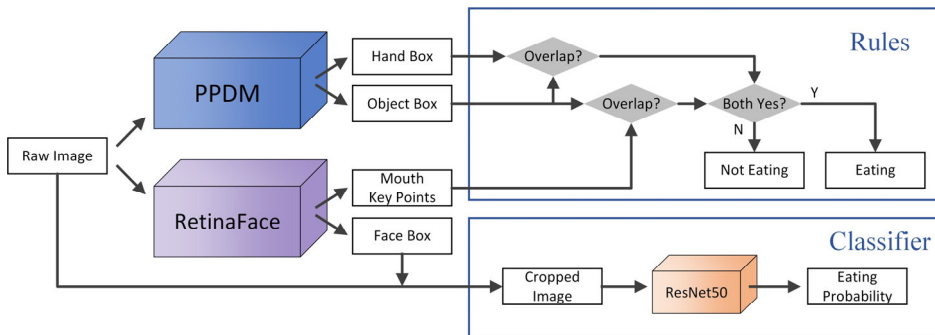 Rules
PPDM
Hand Box
Object Box
Overlap?
Overlap?
Both Yes?
Y
N
Not Eating
Eating
Raw Image
RetinaFace
Mouth
Key Points
Face Box
Classifier
Cropped
Image
ResNet50
Eating
Probability